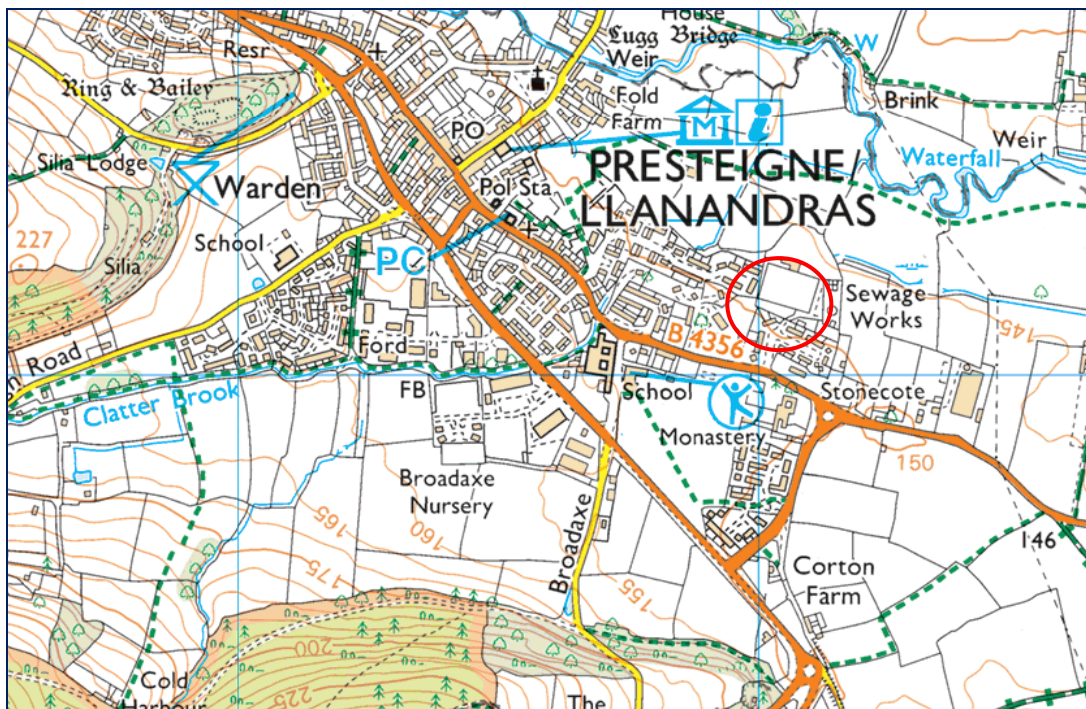 House
Lugg Bridge
Weir
W
Resr
Ring & Bailey
Fold
Farm
Brink
M
i
PO
Weir
Waterfall
Silia Lodge
Warden
Pol Sta
PRESTEIGNE/
LLANANDRAS
227
School
PC
Silia
Sewage
Works
145
B 4356
Road
Ford
Clatter Brook
FB
School
Stonecote
Monastery
150
Broadaxe
Nursery
165
160
175
Broadaxe
155
146
Corton
Farm
200
225
Cold
Harbour
The